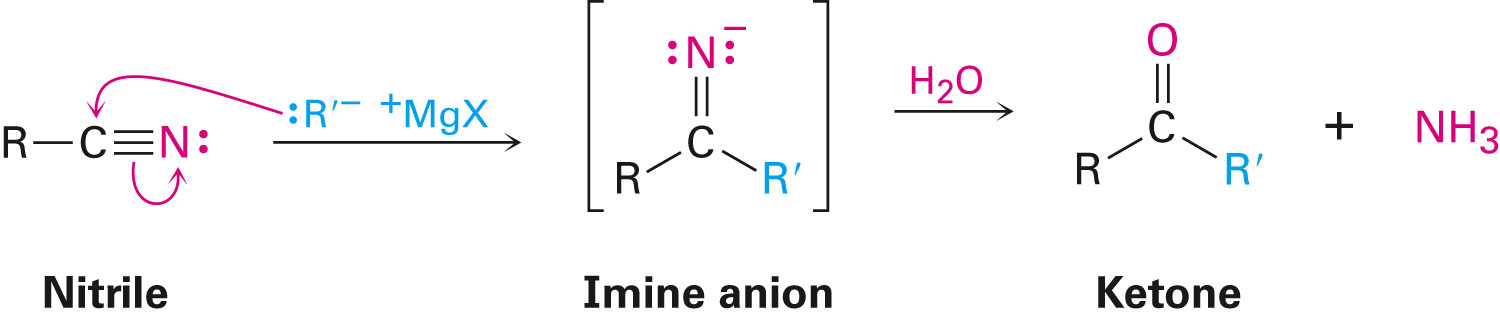 R—C≡N: :R′⁻ ⁺MgX
:N:⁻
C
R R′
H₂O
O
C
R R′
+ NH₃
Nitrile Imine anion Ketone